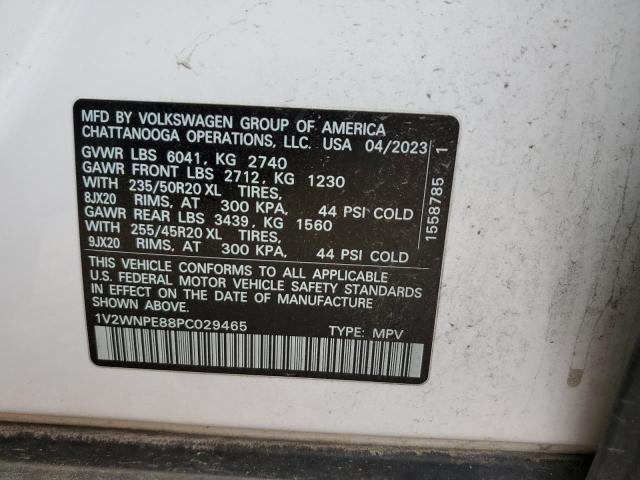 MFD BY VOLKSWAGEN GROUP OF AMERICA
CHATTANOOGA OPERATIONS, LLC. USA 04/2023
GVWR LBS 6041, KG 2740
GAWR FRONT LBS 2712, KG 1230
WITH 235/50R20 XL TIRES,
8JX20 RIMS, AT 300 KPA, 44 PSI COLD
GAWR REAR LBS 3439, KG 1560
WITH 255/45R20 XL TIRES,
9JX20 RIMS, AT 300 KPA, 44 PSI COLD
THIS VEHICLE CONFORMS TO ALL APPLICABLE
U.S. FEDERAL MOTOR VEHICLE SAFETY STANDARDS
IN EFFECT ON THE DATE OF MANUFACTURE
SHOWN ABOVE.
1V2WNPE88PC029465 TYPE: MPV
1558785 1